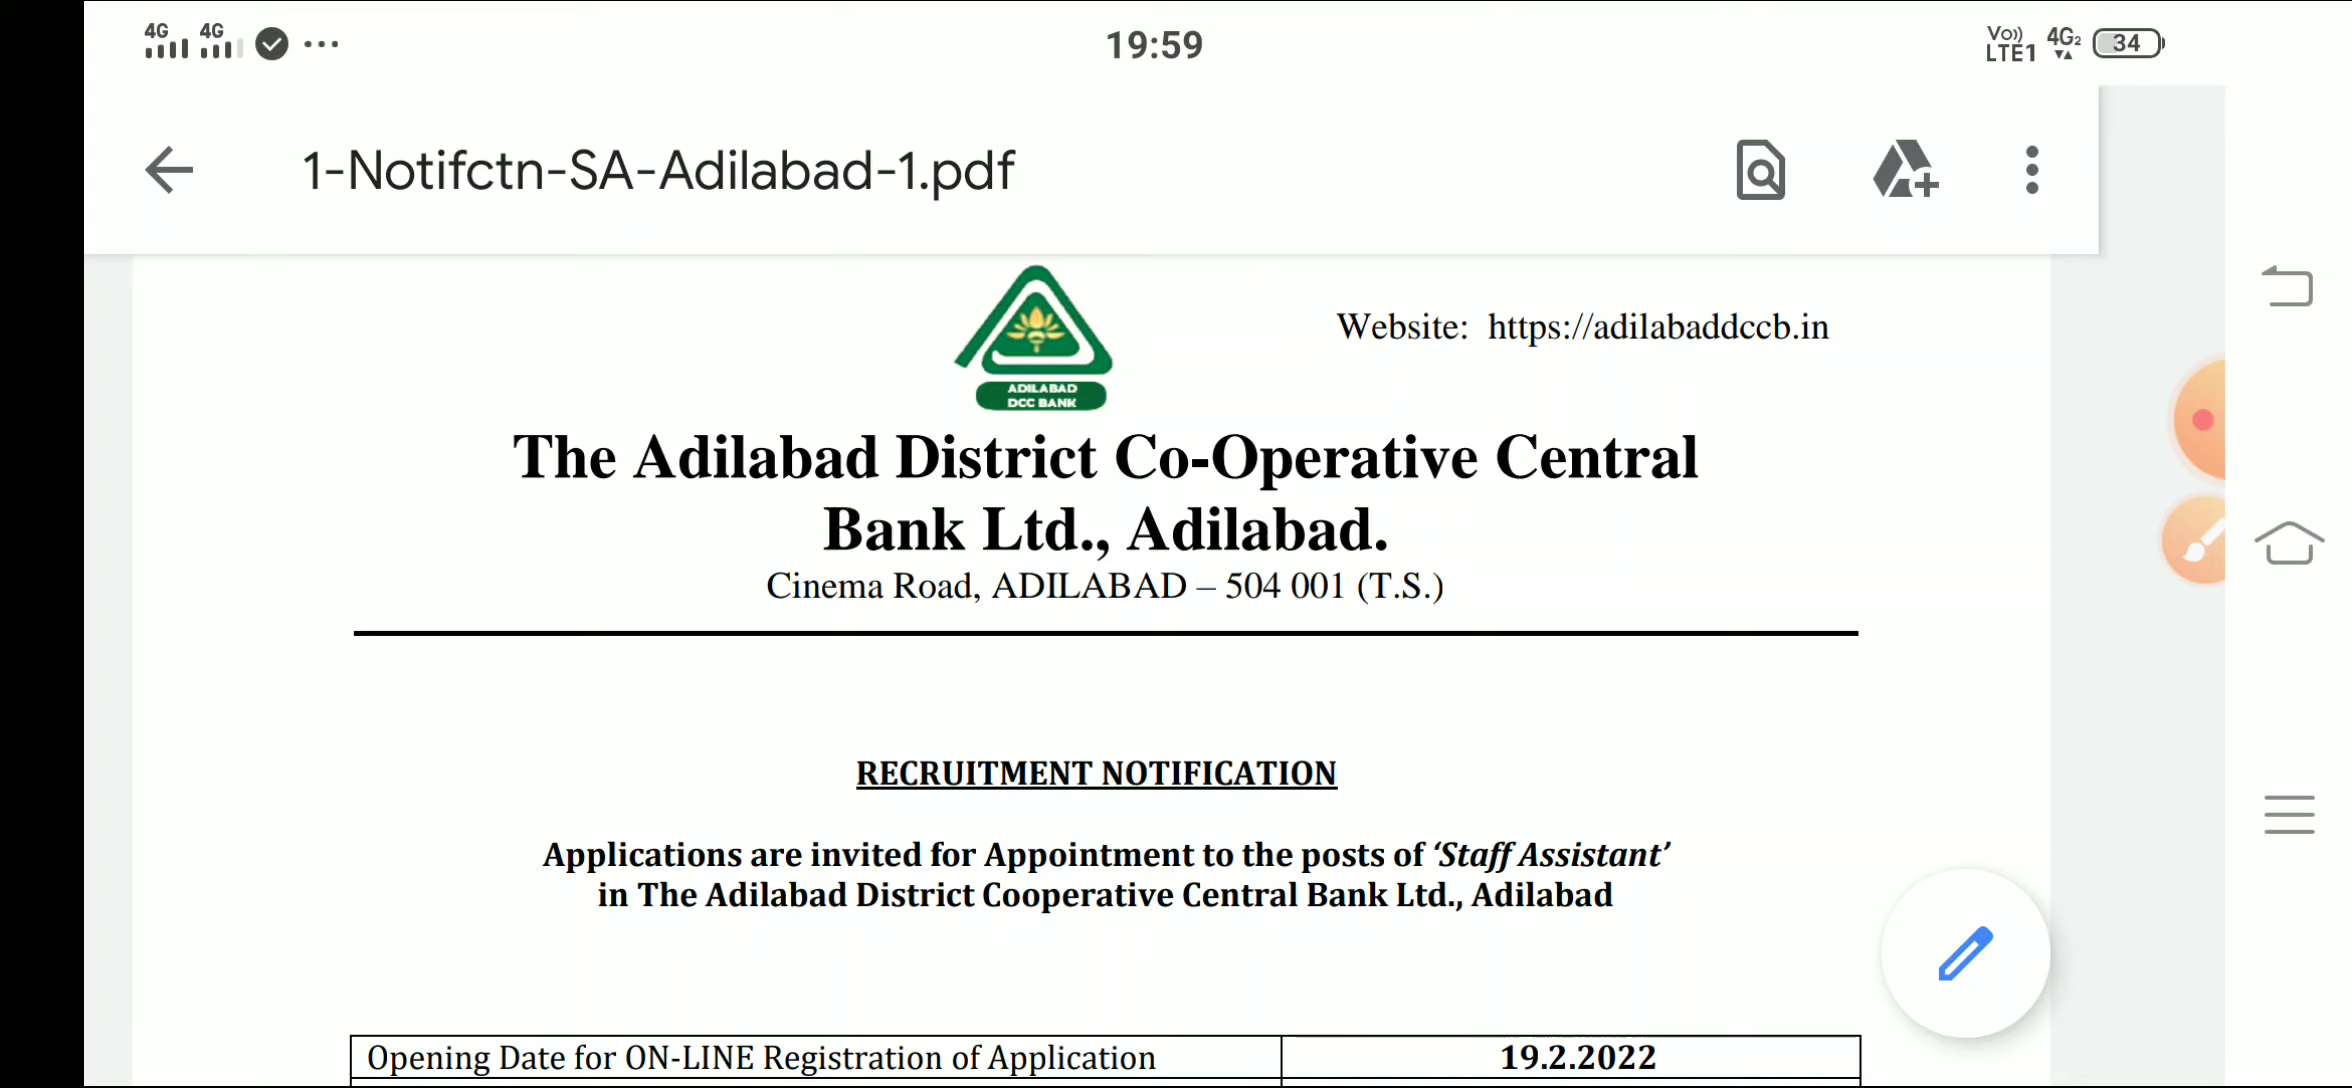 4G 4G
19:59
Vo)) LTE1 4G2 34
1-Notifctn-SA-Adilabad-1.pdf
ADILABAD
DCC BANK
Website: https://adilabaddccb.in
The Adilabad District Co-Operative Central
Bank Ltd., Adilabad.
Cinema Road, ADILABAD – 504 001 (T.S.)
RECRUITMENT NOTIFICATION
Applications are invited for Appointment to the posts of ‘Staff Assistant’
in The Adilabad District Cooperative Central Bank Ltd., Adilabad
Opening Date for ON-LINE Registration of Application 19.2.2022